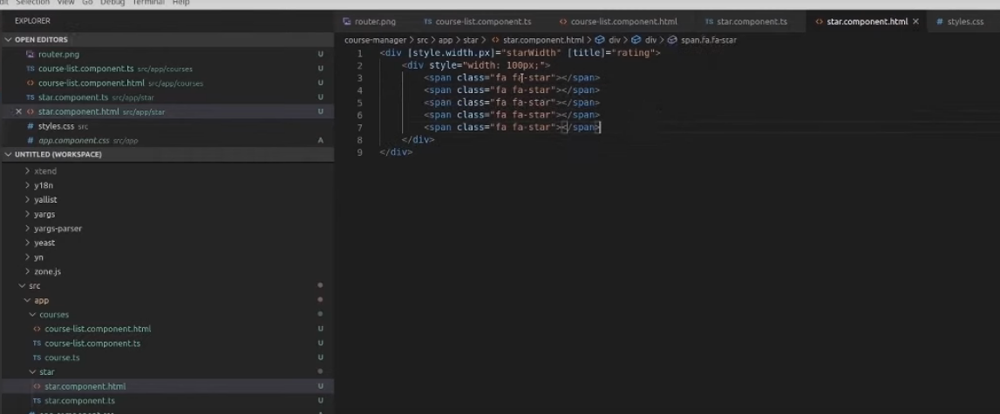 Selection View Go Debug Terminal Help
EXPLORER
router.png
TS course-list.component.ts
<> course-list.component.html
TS star.component.ts
<> star.component.html ×
# styles.css
OPEN EDITORS
course-manager > src > app > star > <> star.component.html > div > div > span.fa.fa-star
router.png U
TS course-list.component.ts src/app/courses U
<> course-list.component.html src/app/courses U
TS star.component.ts src/app/star U
× <> star.component.html src/app/star U
# styles.css src U
# app.component.css src/app A
1 <div [style.width.px]="starWidth" [title]="rating">
2 <div style="width: 100px;">
3 <span class="fa fa-star"></span>
4 <span class="fa fa-star"></span>
5 <span class="fa fa-star"></span>
6 <span class="fa fa-star"></span>
7 <span class="fa fa-star"></span>
8 </div>
9 </div>
UNTITLED (WORKSPACE)
xtend
y18n
yallist
yargs
yargs-parser
yeast
yn
zone.js
src
app
courses
<> course-list.component.html U
TS course-list.component.ts U
TS course.ts U
star
<> star.component.html U
TS star.component.ts U